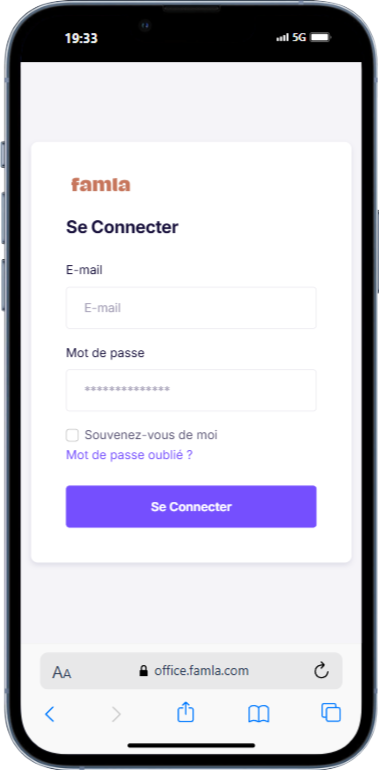 19:33
5G
famla
Se Connecter
E-mail
E-mail
Mot de passe
**************
Souvenez-vous de moi
Mot de passe oublié ?
Se Connecter
AA
office.famla.com